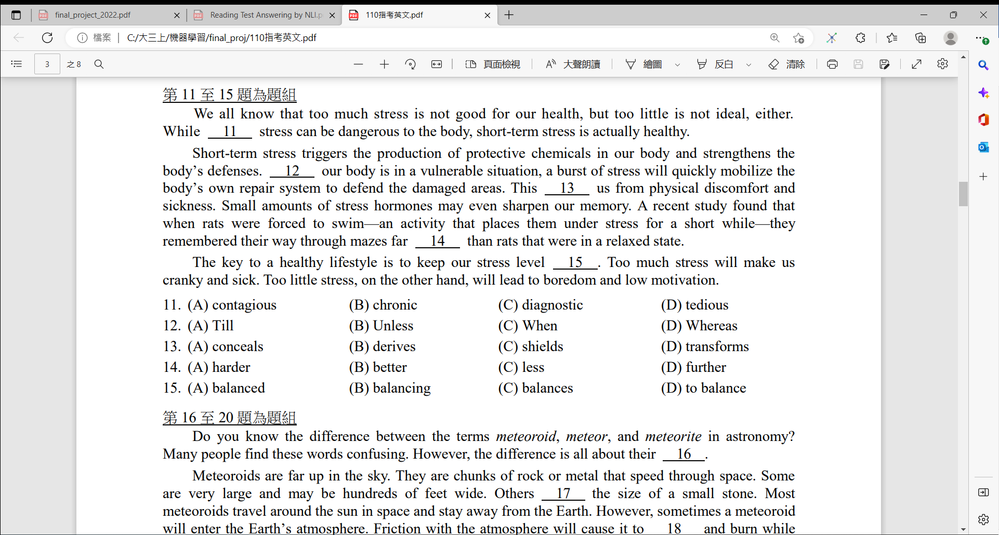 final_project_2022.pdf
Reading Test Answering by NLI.p
110指考英文.pdf
檔案
C:/大三上/機器學習/final_proj/110指考英文.pdf
3 之 8 頁面檢視 大聲朗讀 繪圖 反白 清除
第 11 至 15 題為題組
We all know that too much stress is not good for our health, but too little is not ideal, either.
While 11 stress can be dangerous to the body, short-term stress is actually healthy.
Short-term stress triggers the production of protective chemicals in our body and strengthens the
body’s defenses. 12 our body is in a vulnerable situation, a burst of stress will quickly mobilize the
body’s own repair system to defend the damaged areas. This 13 us from physical discomfort and
sickness. Small amounts of stress hormones may even sharpen our memory. A recent study found that
when rats were forced to swim—an activity that places them under stress for a short while—they
remembered their way through mazes far 14 than rats that were in a relaxed state.
The key to a healthy lifestyle is to keep our stress level 15. Too much stress will make us
cranky and sick. Too little stress, on the other hand, will lead to boredom and low motivation.
11. (A) contagious (B) chronic (C) diagnostic (D) tedious
12. (A) Till (B) Unless (C) When (D) Whereas
13. (A) conceals (B) derives (C) shields (D) transforms
14. (A) harder (B) better (C) less (D) further
15. (A) balanced (B) balancing (C) balances (D) to balance
第 16 至 20 題為題組
Do you know the difference between the terms meteoroid, meteor, and meteorite in astronomy?
Many people find these words confusing. However, the difference is all about their 16.
Meteoroids are far up in the sky. They are chunks of rock or metal that speed through space. Some
are very large and may be hundreds of feet wide. Others 17 the size of a small stone. Most
meteoroids travel around the sun in space and stay away from the Earth. However, sometimes a meteoroid
will enter the Earth’s atmosphere. Friction with the atmosphere will cause it to 18 and burn while